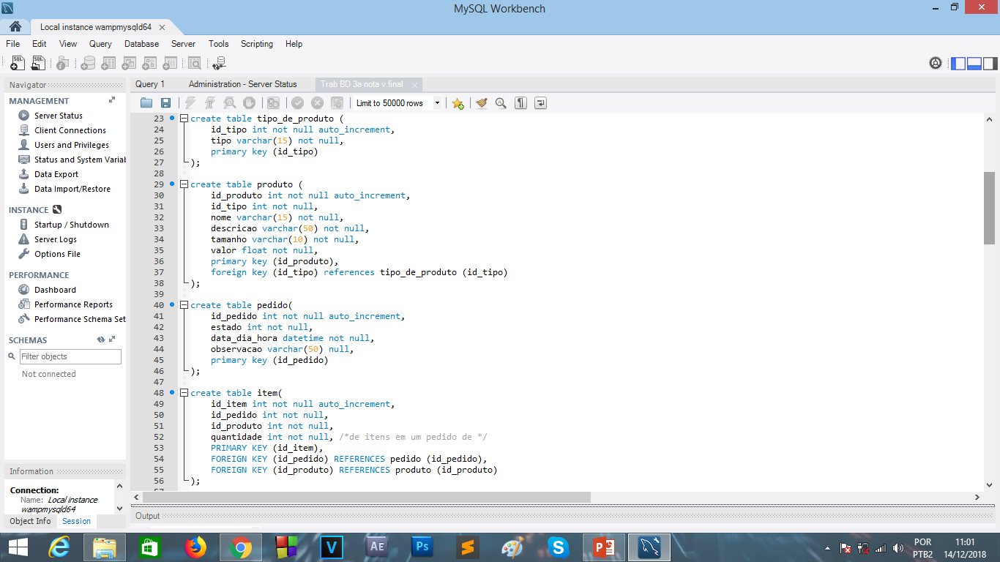 MySQL Workbench
Local instance wampmysqld64
File Edit View Query Database Server Tools Scripting Help
SQL SQL
Navigator
MANAGEMENT
Server Status
Client Connections
Users and Privileges
Status and System Variab
Data Export
Data Import/Restore
INSTANCE
Startup / Shutdown
Server Logs
Options File
PERFORMANCE
Dashboard
Performance Reports
Performance Schema Set
SCHEMAS
Filter objects
Not connected
Information
Connection:
Name: Local instance
wampmysqld64
Object Info Session
Query 1 Administration - Server Status Trab BD 3a nota v.final
Limit to 50000 rows
23 create table tipo_de_produto (
24 id_tipo int not null auto_increment,
25 tipo varchar(15) not null,
26 primary key (id_tipo)
27 );
28
29 create table produto (
30 id_produto int not null auto_increment,
31 id_tipo int not null,
32 nome varchar(15) not null,
33 descricao varchar(50) not null,
34 tamanho varchar(10) not null,
35 valor float not null,
36 primary key (id_produto),
37 foreign key (id_tipo) references tipo_de_produto (id_tipo)
38 );
39
40 create table pedido(
41 id_pedido int not null auto_increment,
42 estado int not null,
43 data_dia_hora datetime not null,
44 observacao varchar(50) null,
45 primary key (id_pedido)
46 );
47
48 create table item(
49 id_item int not null auto_increment,
50 id_pedido int not null,
51 id_produto int not null,
52 quantidade int not null, /*de itens em um pedido de */
53 PRIMARY KEY (id_item),
54 FOREIGN KEY (id_pedido) REFERENCES pedido (id_pedido),
55 FOREIGN KEY (id_produto) REFERENCES produto (id_produto)
56 );
Output
V Ae Ps S P
POR 11:01
PTB2 14/12/2018